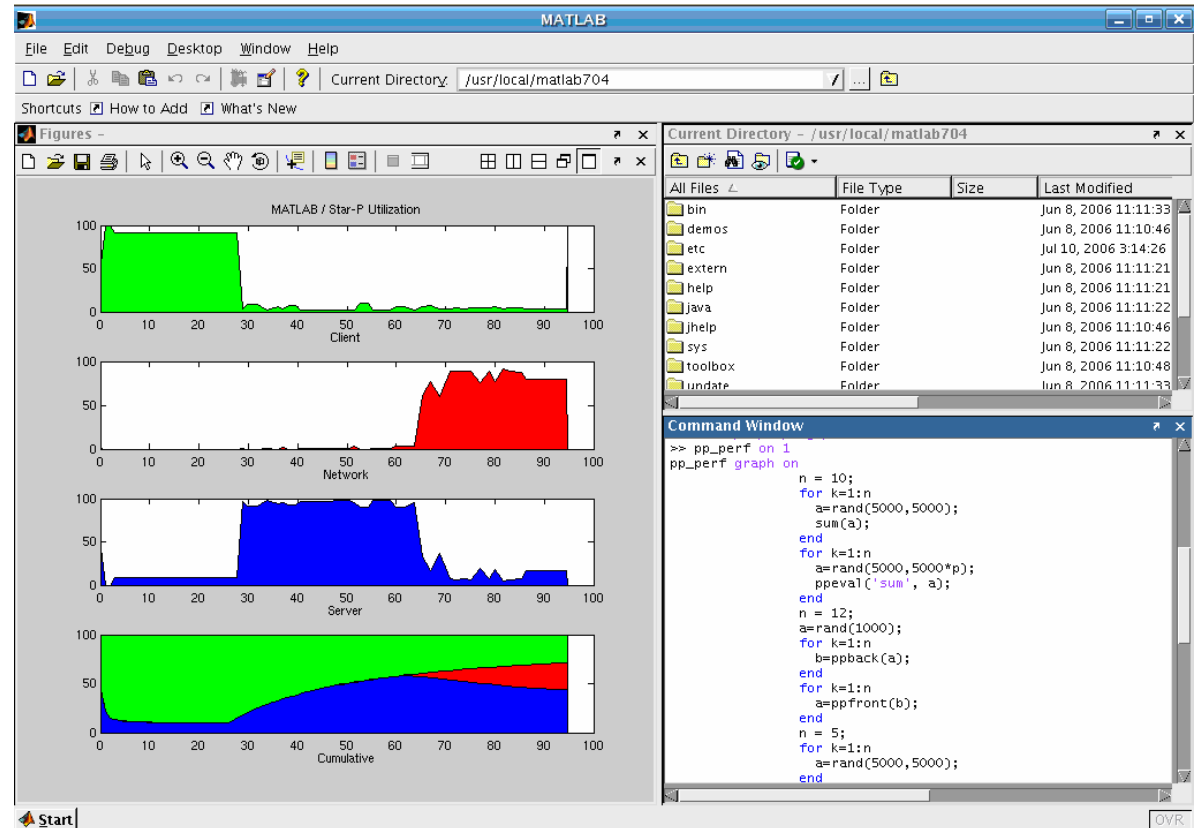 MATLAB
File Edit Debug Desktop Window Help
Current Directory: /usr/local/matlab704 ...
Shortcuts How to Add What's New
Figures -
MATLAB / Star-P Utilization
100
50
0
0 10 20 30 40 50 60 70 80 90 100
Client
100
50
0
0 10 20 30 40 50 60 70 80 90 100
Network
100
50
0
0 10 20 30 40 50 60 70 80 90 100
Server
100
50
0
0 10 20 30 40 50 60 70 80 90 100
Cumulative
Current Directory - /usr/local/matlab704
All Files File Type Size Last Modified
bin Folder Jun 8, 2006 11:11:33
demos Folder Jun 8, 2006 11:10:46
etc Folder Jul 10, 2006 3:14:26
extern Folder Jun 8, 2006 11:11:21
help Folder Jun 8, 2006 11:11:21
java Folder Jun 8, 2006 11:11:22
jhelp Folder Jun 8, 2006 11:10:46
sys Folder Jun 8, 2006 11:11:22
toolbox Folder Jun 8, 2006 11:10:48
update Folder Jun 8, 2006 11:11:33
Command Window
>> pp_perf on 1
pp_perf graph on
n = 10;
for k=1:n
a=rand(5000,5000);
sum(a);
end
for k=1:n
a=rand(5000,5000*p);
ppeval('sum', a);
end
n = 12;
a=rand(1000);
for k=1:n
b=ppback(a);
end
for k=1:n
a=ppfront(b);
end
n = 5;
for k=1:n
a=rand(5000,5000);
end
Start
OVR